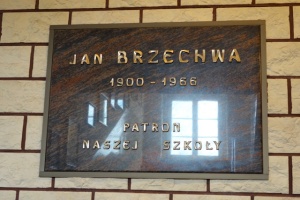 JAN BRZECHWA
1900-1966
PATRON
NASZEJ SZKOŁY